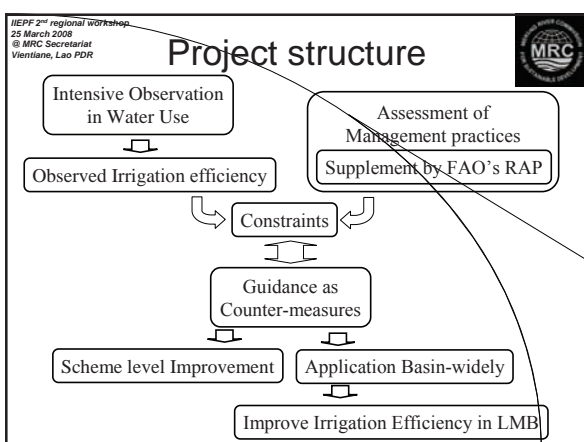 IIEPF 2nd regional workshop
25 March 2008
@ MRC Secretariat
Vientiane, Lao PDR
Project structure
MRC
Intensive Observation
in Water Use
Assessment of
Management practices
Supplement by FAO's RAP
Observed Irrigation efficiency
Constraints
Guidance as
Counter-measures
Scheme level Improvement
Application Basin-widely
Improve Irrigation Efficiency in LMB